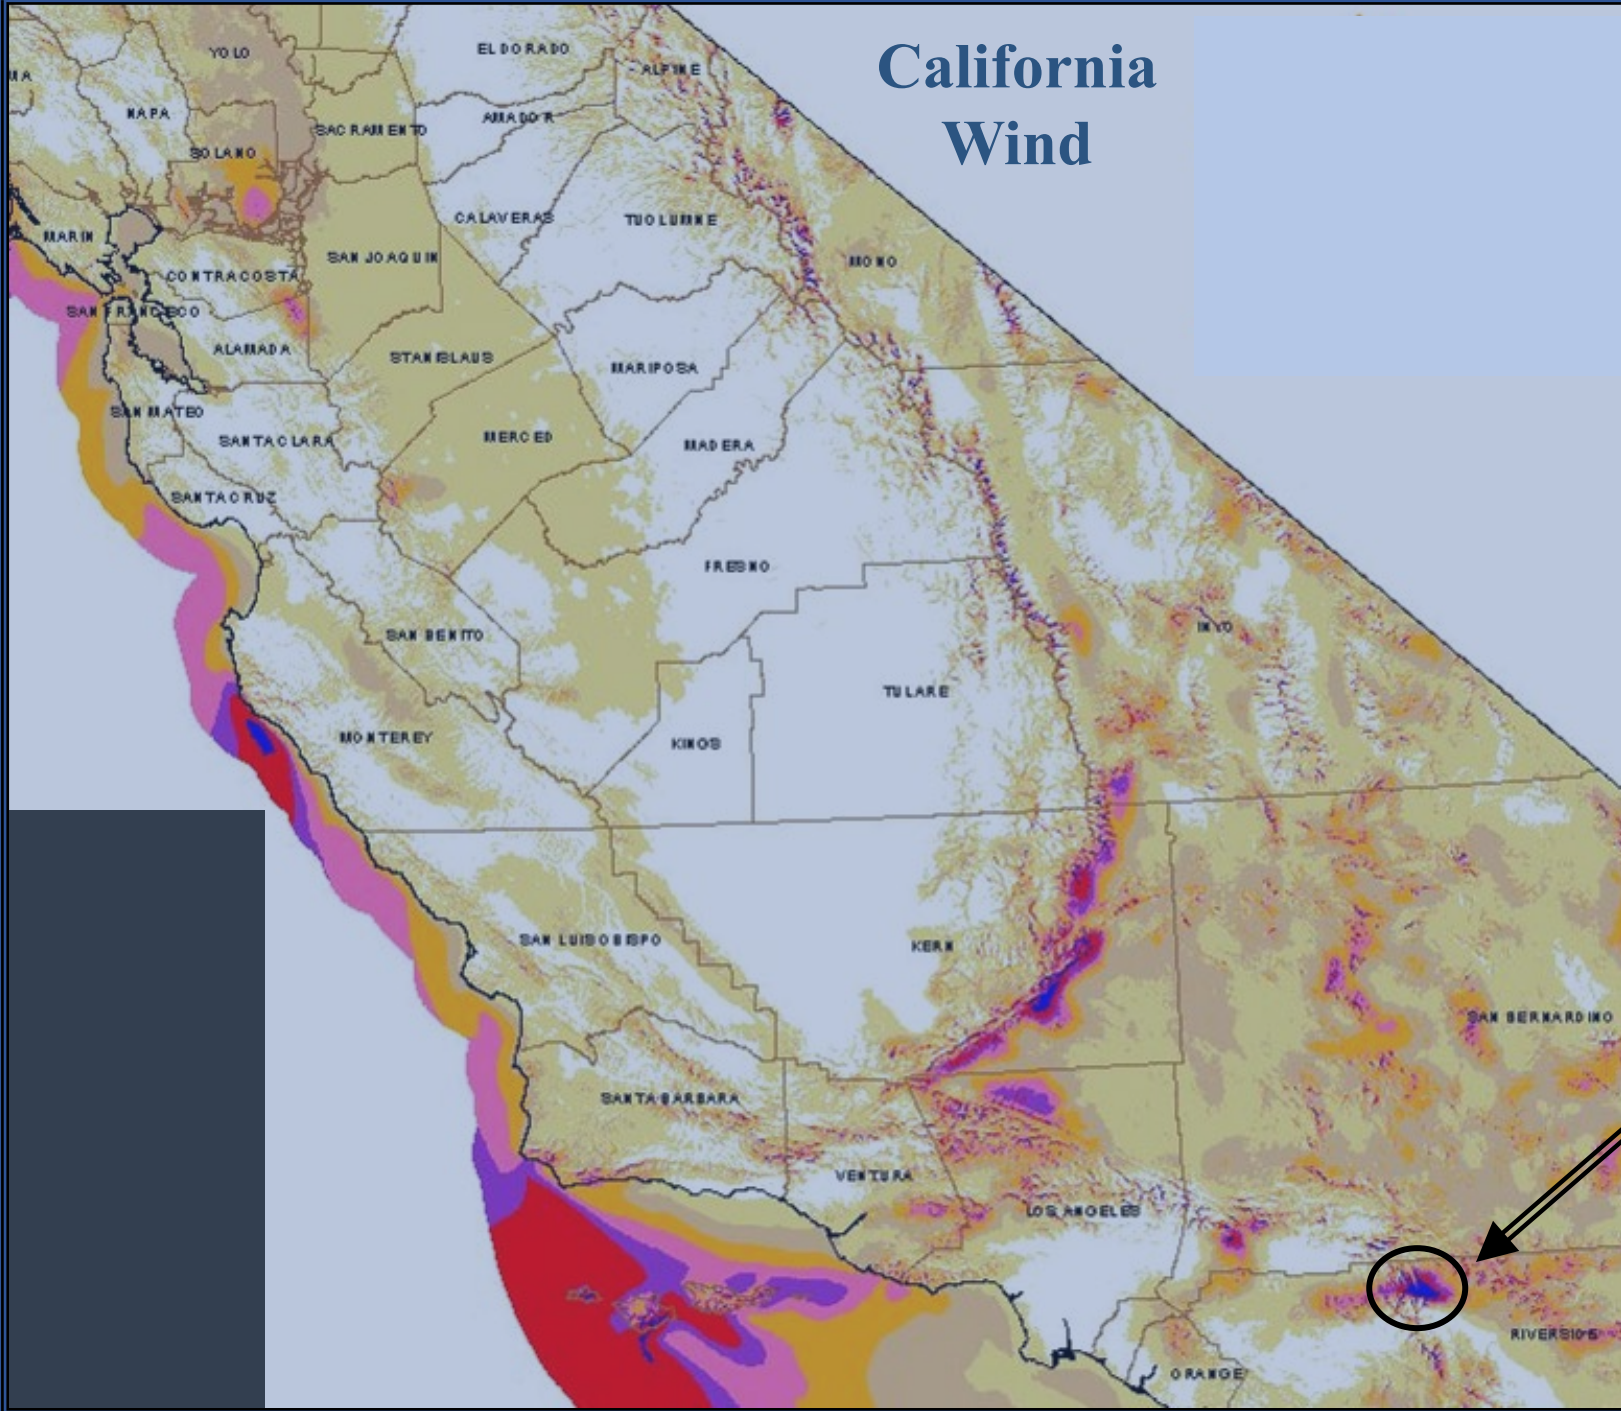 California
Wind
YOLO
EL DORADO
ALPINE
MA
NAPA
AMADOR
SACRAMENTO
SOLANO
CALAVERAS
TUOLUMNE
MARIN
SAN JOAQUIN
MONO
CONTRA COSTA
SAN FRANCISCO
ALAMADA
STANISLAUS
MARIPOSA
SAN MATEO
SANTA CLARA
MERCED
MADERA
SANTA CRUZ
FRESNO
INYO
SAN BENITO
TULARE
MONTEREY
KINGS
SAN LUIS OBISPO
KERN
SAN BERNARDINO
SANTA BARBARA
VENTURA
LOS ANGELES
RIVERSIDE
ORANGE